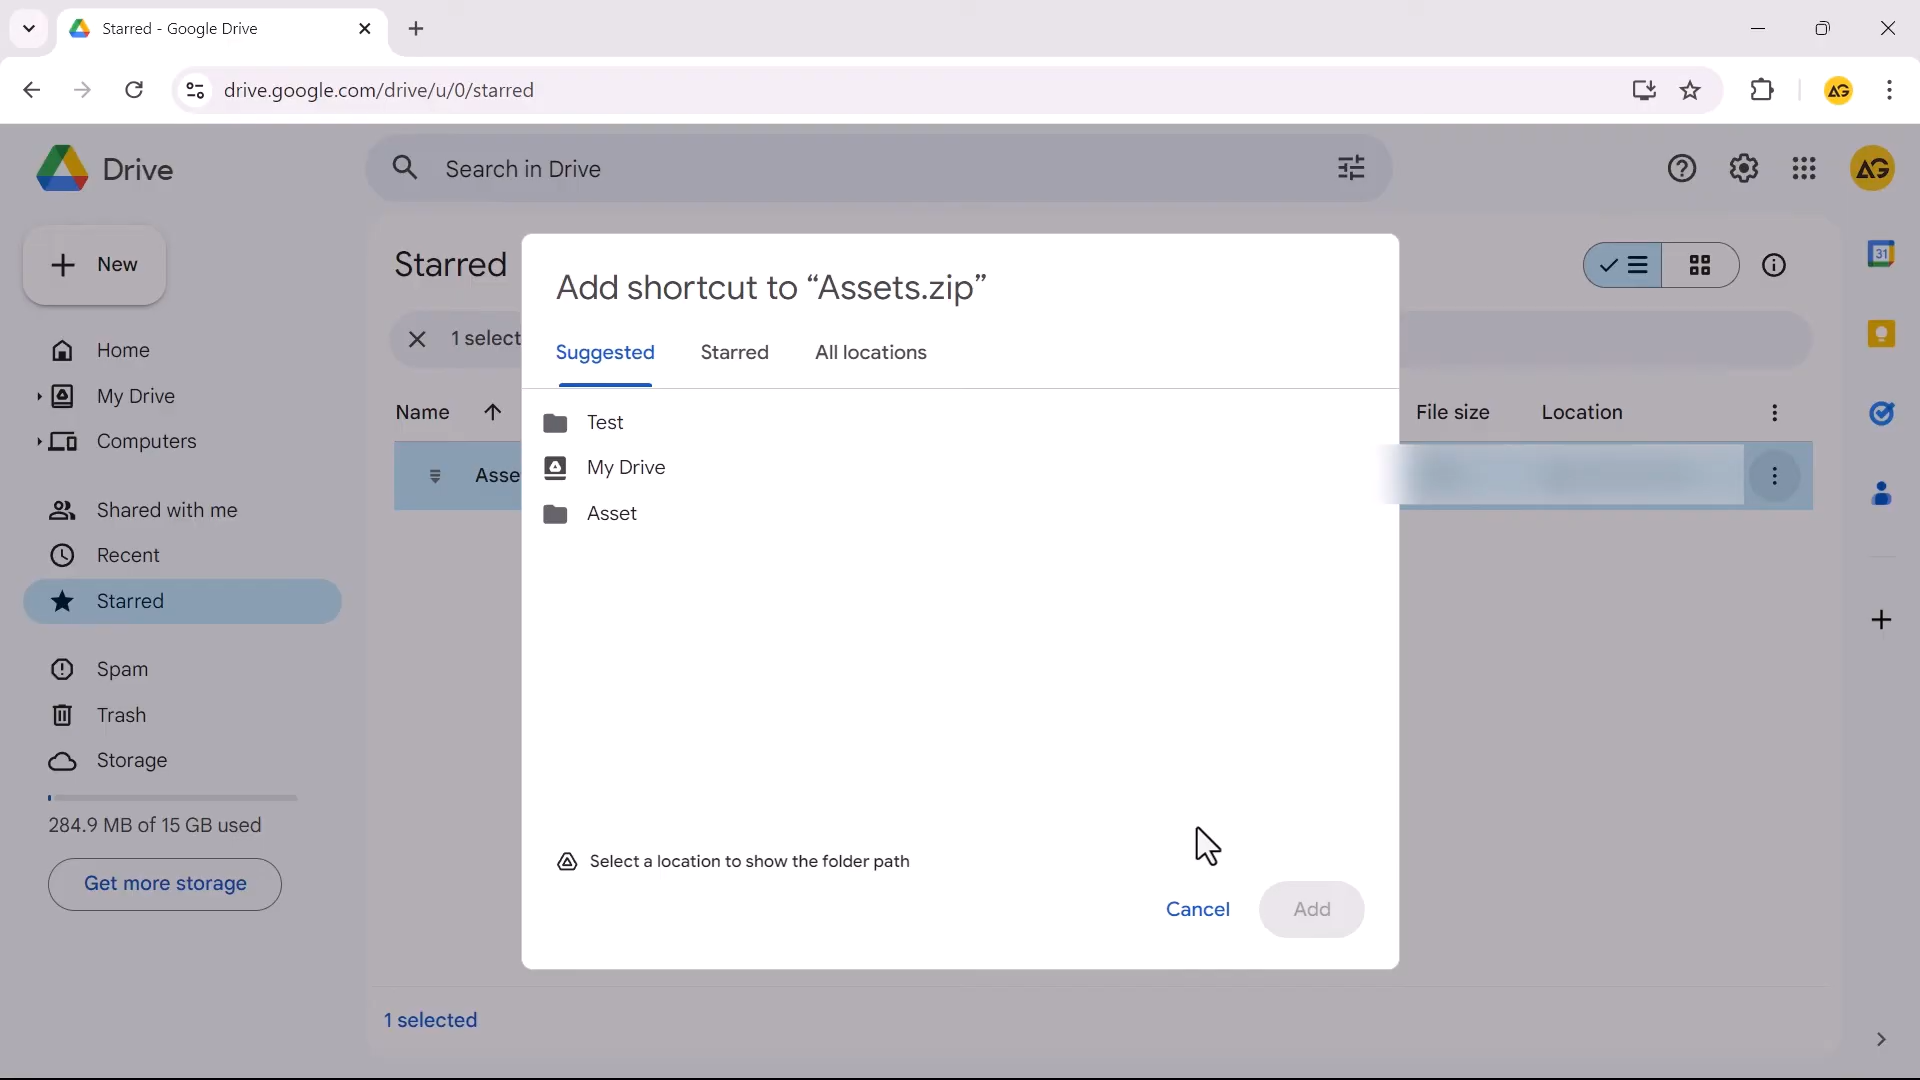 Starred - Google Drive
drive.google.com/drive/u/0/starred
AG
Drive
Search in Drive
AG
New
Starred
Add shortcut to “Assets.zip”
31
Home
1 select
Suggested
Starred
All locations
My Drive
Name
Test
File size
Location
Computers
Asse
My Drive
Shared with me
Asset
Recent
Starred
Spam
Trash
Storage
284.9 MB of 15 GB used
Select a location to show the folder path
Get more storage
Cancel
Add
1 selected